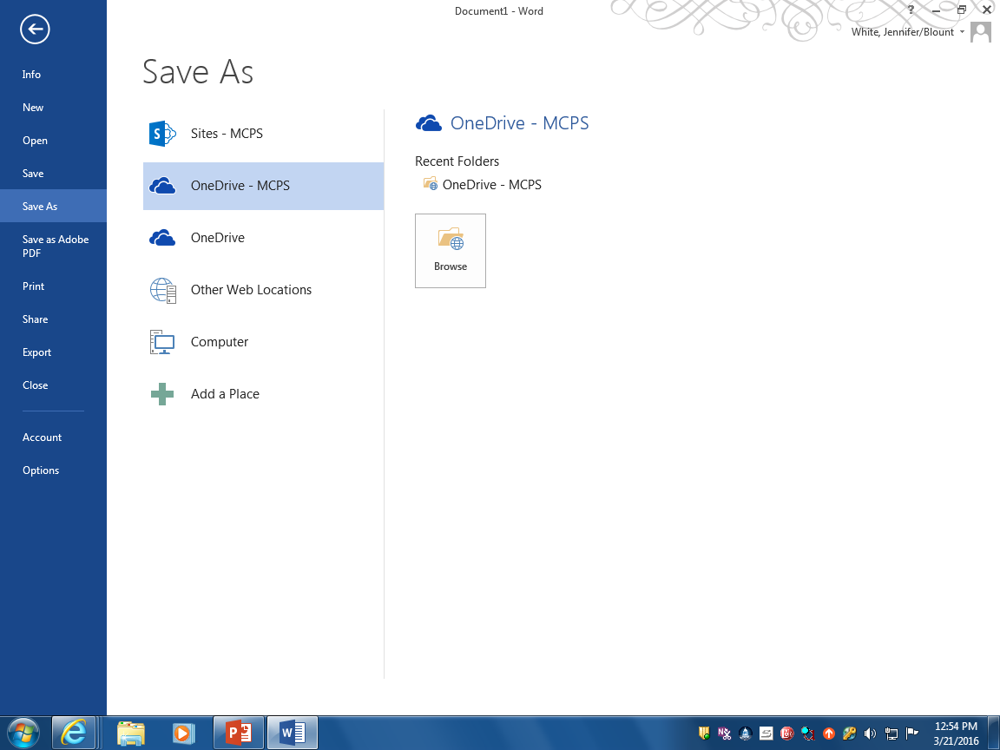 Document1 - Word
?
White, Jennifer/Blount
Info
New
Open
Save
Save As
Save as Adobe
PDF
Print
Share
Export
Close
Account
Options
Save As
S
Sites - MCPS
OneDrive - MCPS
OneDrive
Other Web Locations
Computer
Add a Place
OneDrive - MCPS
Recent Folders
OneDrive - MCPS
Browse
12:54 PM
3/21/2016